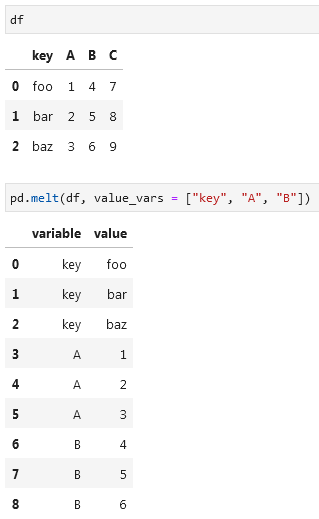 df
key A B C
0 foo 1 4 7
1 bar 2 5 8
2 baz 3 6 9
pd.melt(df, value_vars = ["key", "A", "B"])
variable value
0 key foo
1 key bar
2 key baz
3 A 1
4 A 2
5 A 3
6 B 4
7 B 5
8 B 6